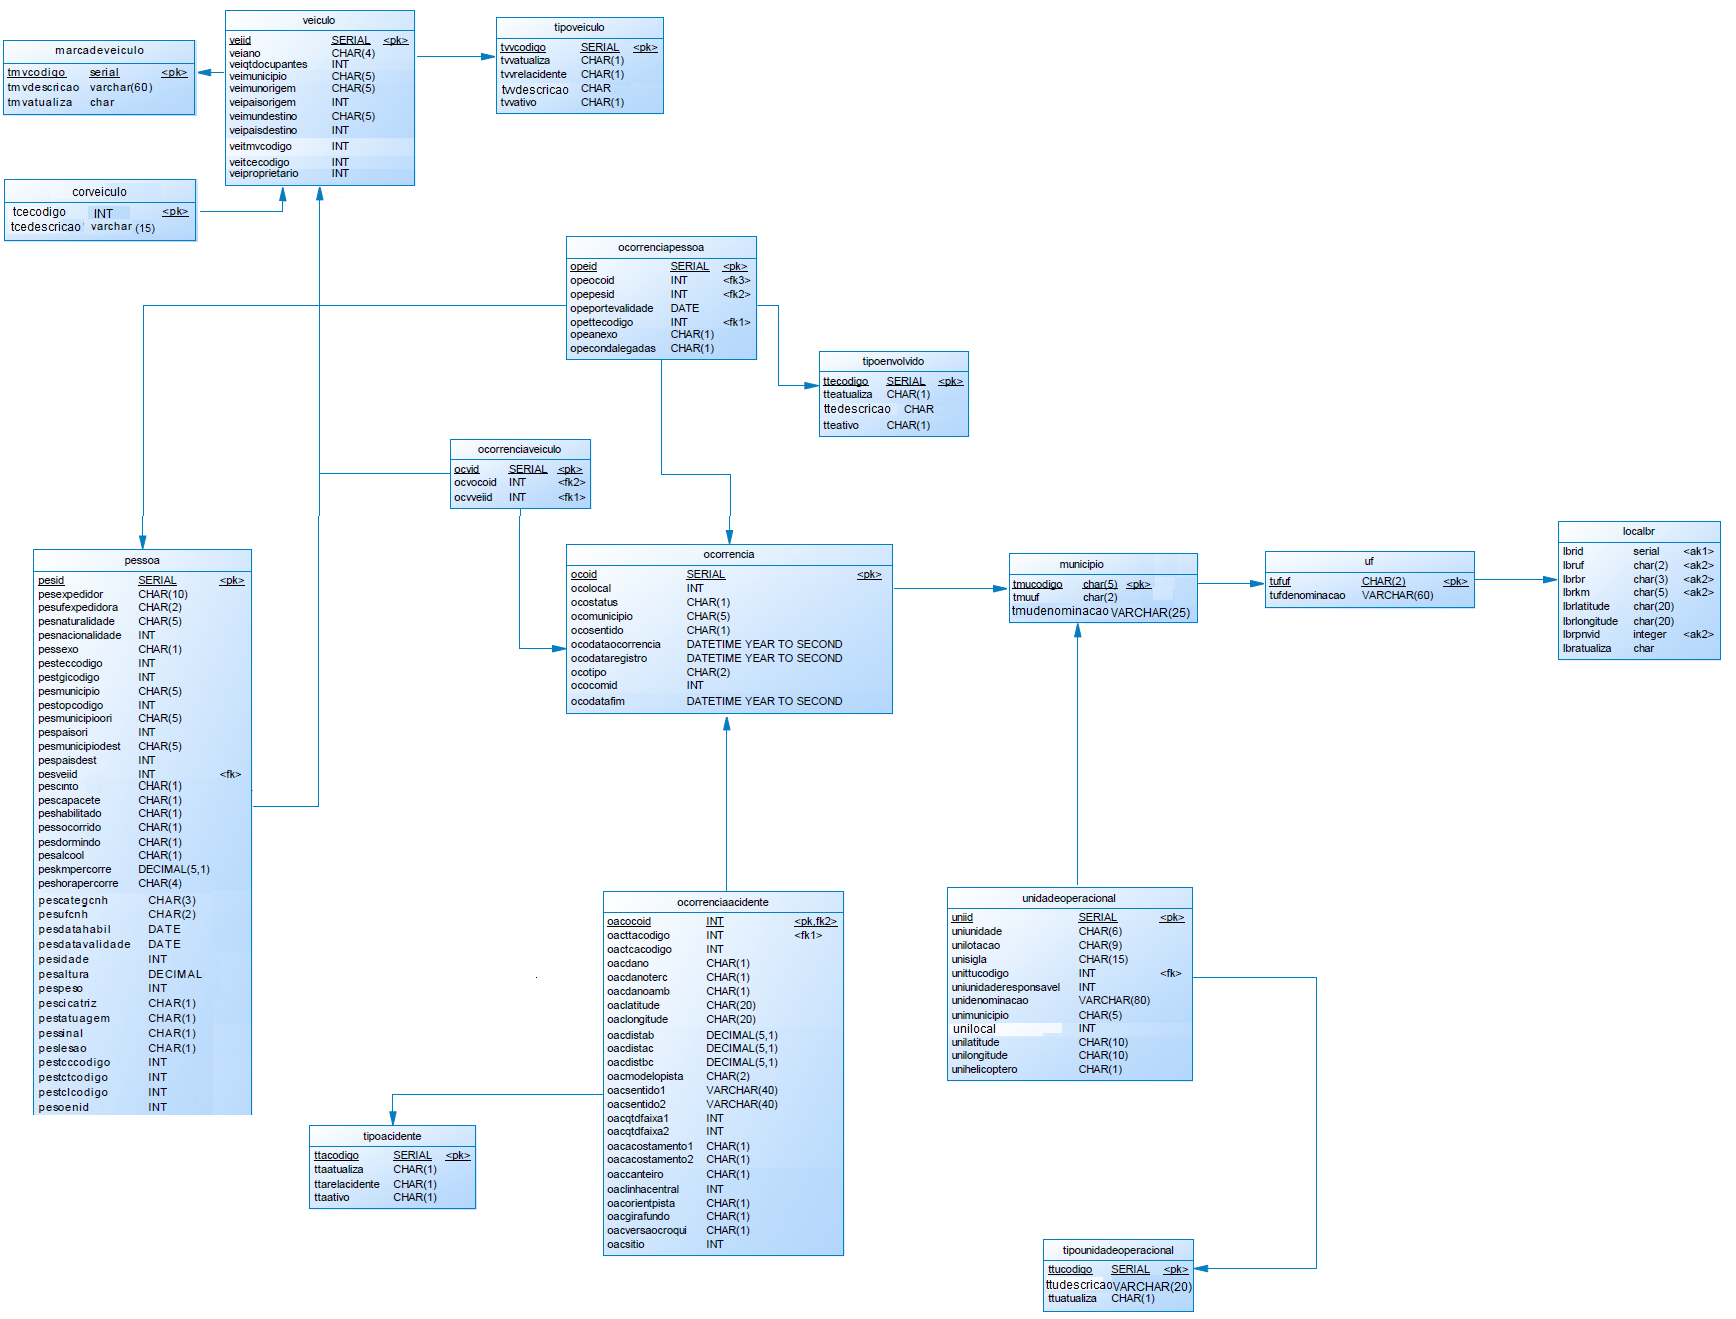 veiculo
veiid SERIAL <pk>
veiano CHAR(4)
veiqtdocupantes INT
veimunicipio CHAR(5)
veimunorigem CHAR(5)
veipaisorigem INT
veimundestino CHAR(5)
veipaisdestino INT
veitmvcodigo INT
veitcecodigo INT
veiproprietario INT
tipoveiculo
tvvcodigo SERIAL <pk>
tvvatualiza CHAR(1)
tvvrelacidente CHAR(1)
tvvdescricao CHAR
tvvativo CHAR(1)
marcadeveiculo
tmvcodigo serial <pk>
tmvdescricao varchar(60)
tmvatualiza char
corveiculo
tcecodigo INT <pk>
tcedescricao varchar (15)
ocorrenciapessoa
opeid SERIAL <pk>
opeocoid INT <fk3>
opepesid INT <fk2>
opeportevalidade DATE
opettecodigo INT <fk1>
opeanexo CHAR(1)
opecondalegadas CHAR(1)
tipoenvolvido
ttecodigo SERIAL <pk>
tteatualiza CHAR(1)
ttedescricao CHAR
tteativo CHAR(1)
ocorrenciaveiculo
ocvid SERIAL <pk>
ocvocoid INT <fk2>
ocvveiid INT <fk1>
pessoa
pesid SERIAL <pk>
pesexpedidor CHAR(10)
pesufexpedidora CHAR(2)
pesnaturalidade CHAR(5)
pesnacionalidade INT
pessexo CHAR(1)
pesteccodigo INT
pestgicodigo INT
pesmunicipio CHAR(5)
pestopcodigo INT
pesmunicipioori CHAR(5)
pespaisori INT
pesmunicipiodest CHAR(5)
pespaisdest INT
pesveiid INT <fk>
pescinto CHAR(1)
pescapacete CHAR(1)
peshabilitado CHAR(1)
pessocorrido CHAR(1)
pesdormindo CHAR(1)
pesalcool CHAR(1)
peskmpercorre DECIMAL(5,1)
peshorapercorre CHAR(4)
pescategcnh CHAR(3)
pesufcnh CHAR(2)
pesdatahabil DATE
pesdatavalidade DATE
pesidade INT
pesaltura DECIMAL
pespeso INT
pescicatriz CHAR(1)
pestatuagem CHAR(1)
pessinal CHAR(1)
peslesao CHAR(1)
pestcccodigo INT
pestctcodigo INT
pestclcodigo INT
pesoenid INT
ocorrencia
ocoid SERIAL <pk>
ocolocal INT
ocostatus CHAR(1)
ocomunicipio CHAR(5)
ocosentido CHAR(1)
ocodataocorrencia DATETIME YEAR TO SECOND
ocodataregistro DATETIME YEAR TO SECOND
ocotipo CHAR(2)
ococomid INT
ocodatafim DATETIME YEAR TO SECOND
municipio
tmucodigo char(5) <pk>
tmuuf char(2)
tmudenominacao VARCHAR(25)
uf
tufuf CHAR(2) <pk>
tufdenominacao VARCHAR(60)
localbr
lbrid serial <ak1>
lbruf char(2) <ak2>
lbrbr char(3) <ak2>
lbrkm char(5) <ak2>
lbrlatitude char(20)
lbrlongitude char(20)
lbrpnvid integer <ak2>
lbratualiza char
ocorrenciaacidente
oacocoid INT <pk,fk2>
oacttacodigo INT <fk1>
oactcacodigo INT
oacdano CHAR(1)
oacdanoterc CHAR(1)
oacdanoamb CHAR(1)
oaclatitude CHAR(20)
oaclongitude CHAR(20)
oacdistab DECIMAL(5,1)
oacdistac DECIMAL(5,1)
oacdistbc DECIMAL(5,1)
oacmodelopista CHAR(2)
oacsentido1 VARCHAR(40)
oacsentido2 VARCHAR(40)
oacqtdfaixa1 INT
oacqtdfaixa2 INT
oacacostamento1 CHAR(1)
oacacostamento2 CHAR(1)
oaccanteiro CHAR(1)
oaclinhacentral INT
oacorientpista CHAR(1)
oacgirafundo CHAR(1)
oacversaocroqui CHAR(1)
oacsitio INT
unidadeoperacional
uniid SERIAL <pk>
uniunidade CHAR(6)
unilotacao CHAR(9)
unisigla CHAR(15)
unittucodigo INT <fk>
uniunidaderesponsavel INT
unidenominacao VARCHAR(80)
unimunicipio CHAR(5)
unilocal INT
unilatitude CHAR(10)
unilongitude CHAR(10)
unihelicoptero CHAR(1)
tipoacidente
ttacodigo SERIAL <pk>
ttaatualiza CHAR(1)
ttarelacidente CHAR(1)
ttaativo CHAR(1)
tipounidadeoperacional
ttucodigo SERIAL <pk>
ttudescricao VARCHAR(20)
ttuatualiza CHAR(1)